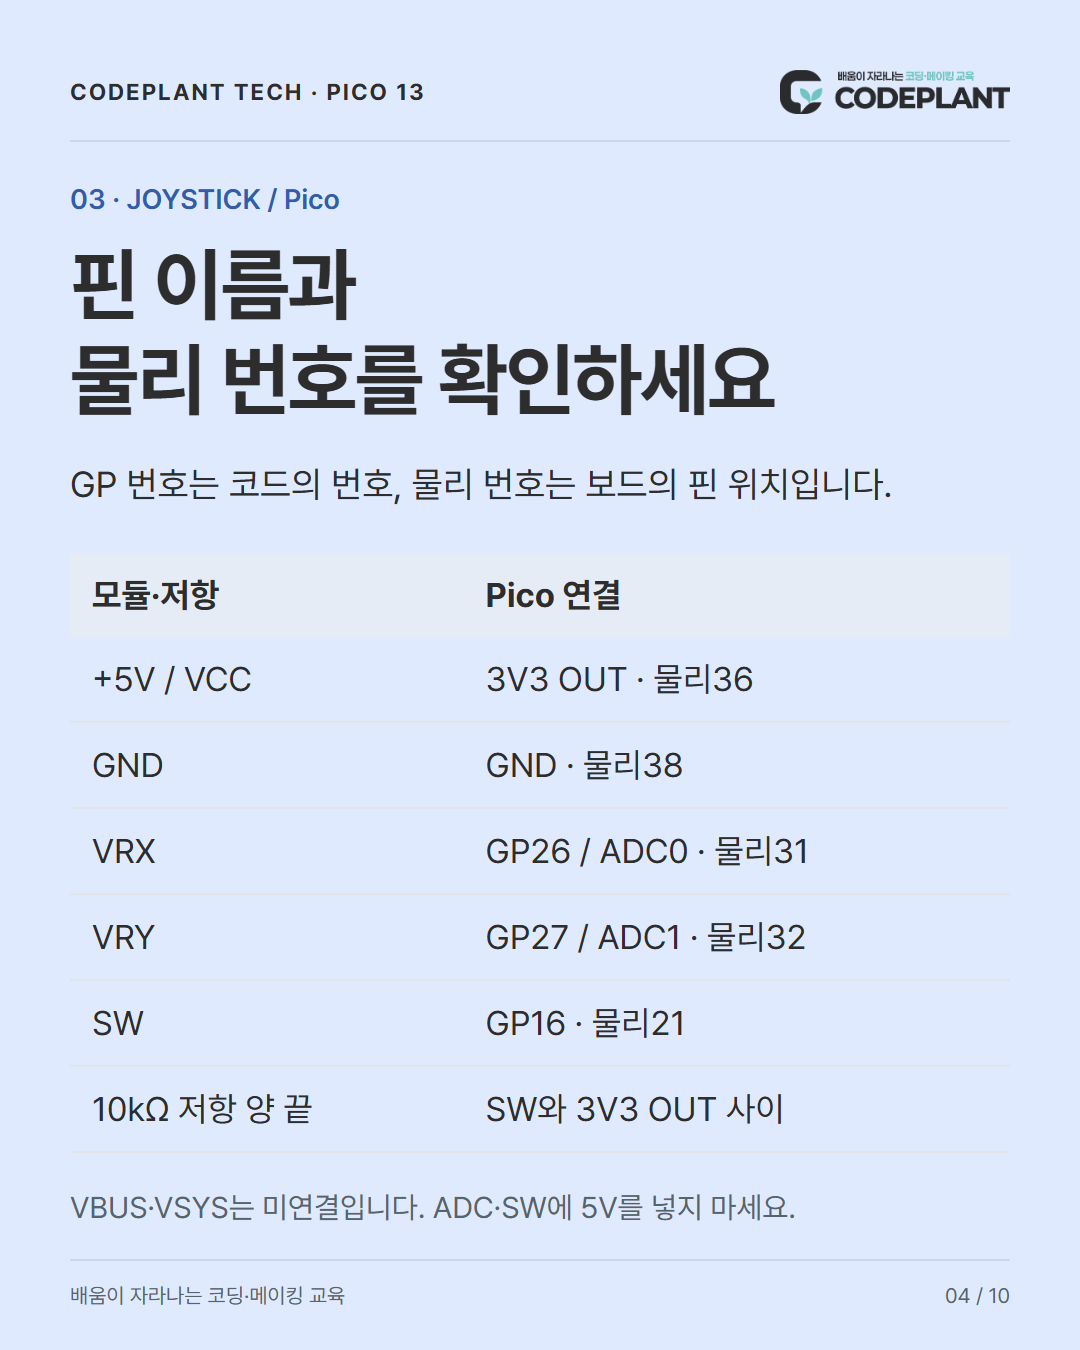 CODEPLANT TECH · PICO 13
배움이 자라나는 코딩·메이킹 교육
CODEPLANT
03 · JOYSTICK / Pico
핀 이름과
물리 번호를 확인하세요
GP 번호는 코드의 번호, 물리 번호는 보드의 핀 위치입니다.
모듈·저항 Pico 연결
+5V / VCC 3V3 OUT · 물리36
GND GND · 물리38
VRX GP26 / ADC0 · 물리31
VRY GP27 / ADC1 · 물리32
SW GP16 · 물리21
10kΩ 저항 양 끝 SW와 3V3 OUT 사이
VBUS·VSYS는 미연결입니다. ADC·SW에 5V를 넣지 마세요.
배움이 자라나는 코딩·메이킹 교육 04 / 10